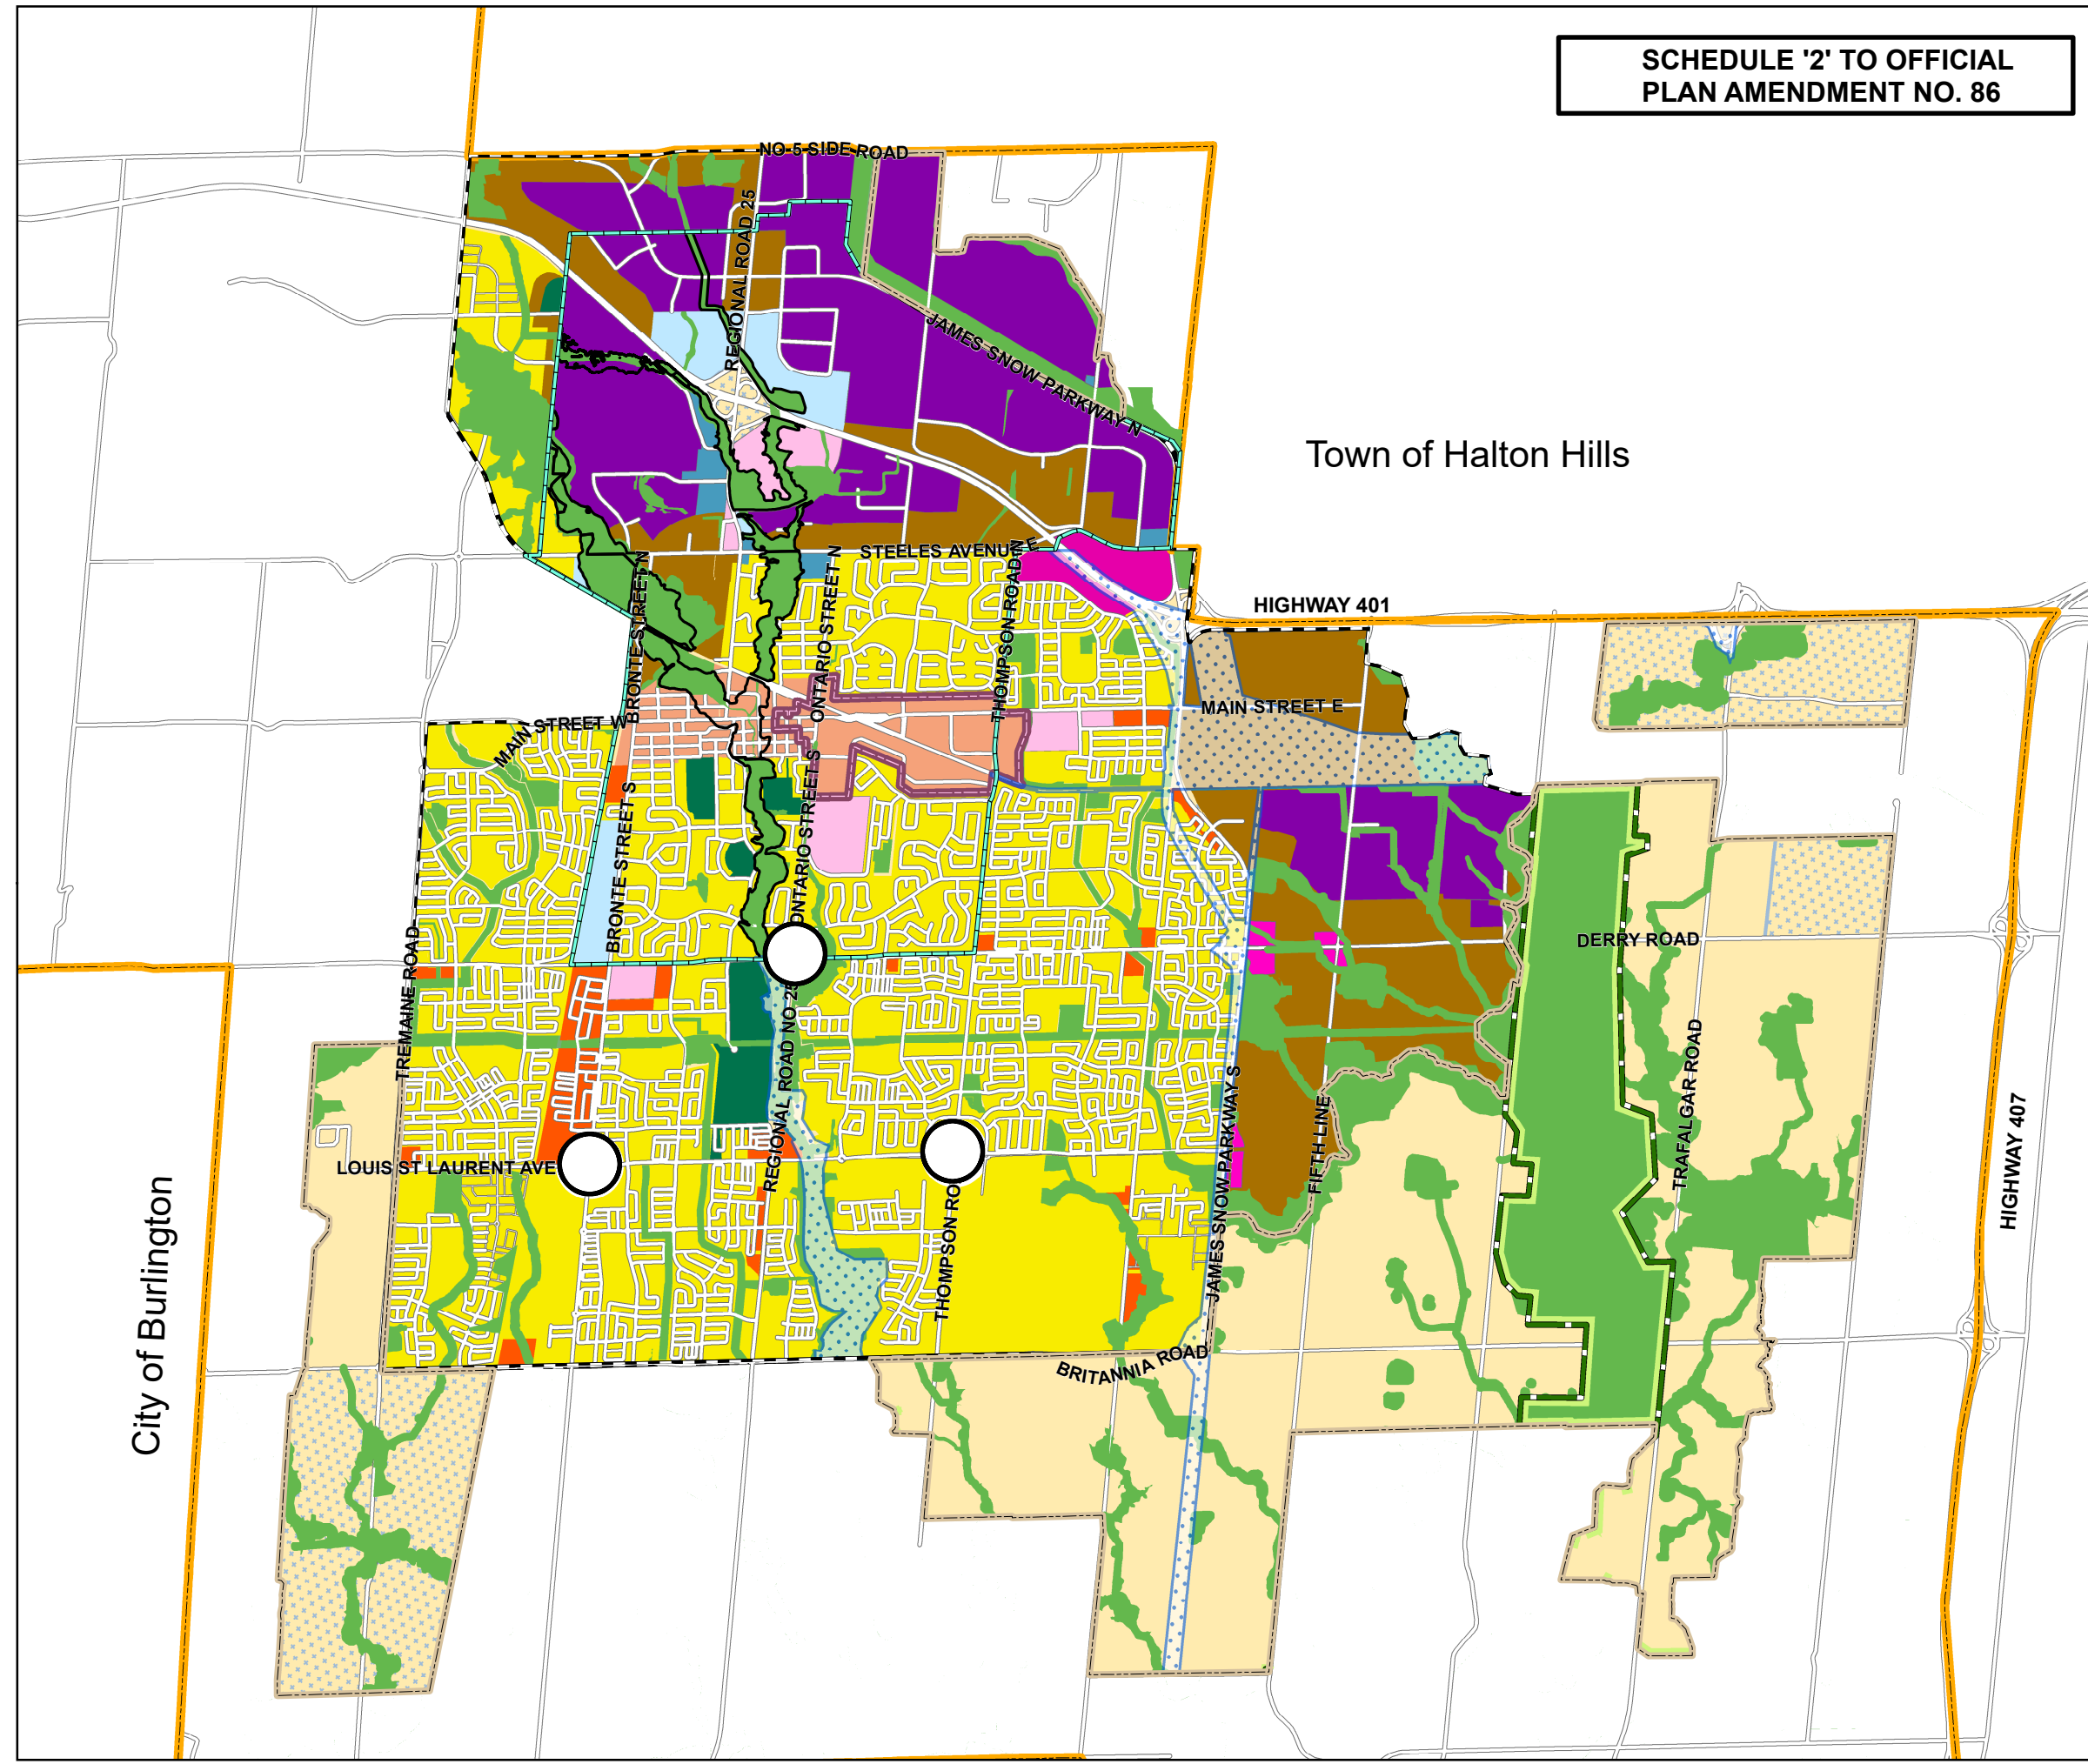 SCHEDULE '2' TO OFFICIAL
PLAN AMENDMENT NO. 86
NO 5 SIDE ROAD
REGIONAL ROAD 25
JAMES SNOW PARKWAY N
Town of Halton Hills
STEELES AVENUE E
BRONTE STREET N
ONTARIO STREET N
THOMPSON ROAD N
HIGHWAY 401
MAIN STREET W
MAIN STREET E
BRONTE STREET S
ONTARIO STREET S
DERRY ROAD
TREMAINE ROAD
REGIONAL ROAD NO 25
JAMES SNOW PARKWAY S
FIFTH LINE
TRAFALGAR ROAD
HIGHWAY 407
LOUIS ST LAURENT AVE
THOMPSON RO
City of Burlington
BRITANNIA ROAD